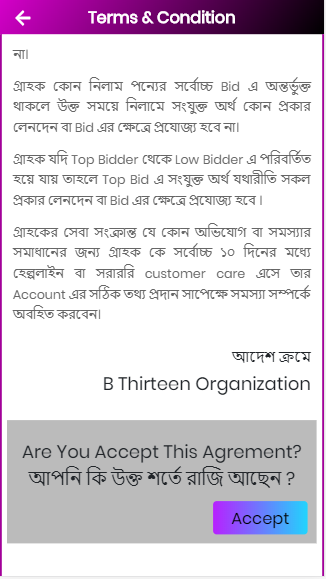 Terms & Condition
না।
গ্রাহক কোন নিলাম পন্যের সর্বোচ্চ Bid এ অন্তর্ভুক্ত
থাকলে উক্ত সময়ে নিলামে সংযুক্ত অর্থ কোন প্রকার
লেনদেন বা Bid এর ক্ষেত্রে প্রযোজ্য হবে না।
গ্রাহক যদি Top Bidder থেকে Low Bidder এ পরিবর্তিত
হয়ে যায় তাহলে Top Bid এ সংযুক্ত অর্থ যথারীতি সকল
প্রকার লেনদেন বা Bid এর ক্ষেত্রে প্রযোজ্য হবে ।
গ্রাহকের সেবা সংক্রান্ত যে কোন অভিযোগ বা সমস্যার
সমাধানের জন্য গ্রাহক কে সর্বোচ্চ ১০ দিনের মধ্যে
হেল্পলাইন বা সরাররি customer care এসে তার
Account এর সঠিক তথ্য প্রদান সাপেক্ষে সমস্যা সম্পর্কে
অবহিত করবেন।
আদেশ ক্রমে
B Thirteen Organization
Are You Accept This Agrement?
আপনি কি উক্ত শর্তে রাজি আছেন ?
Accept